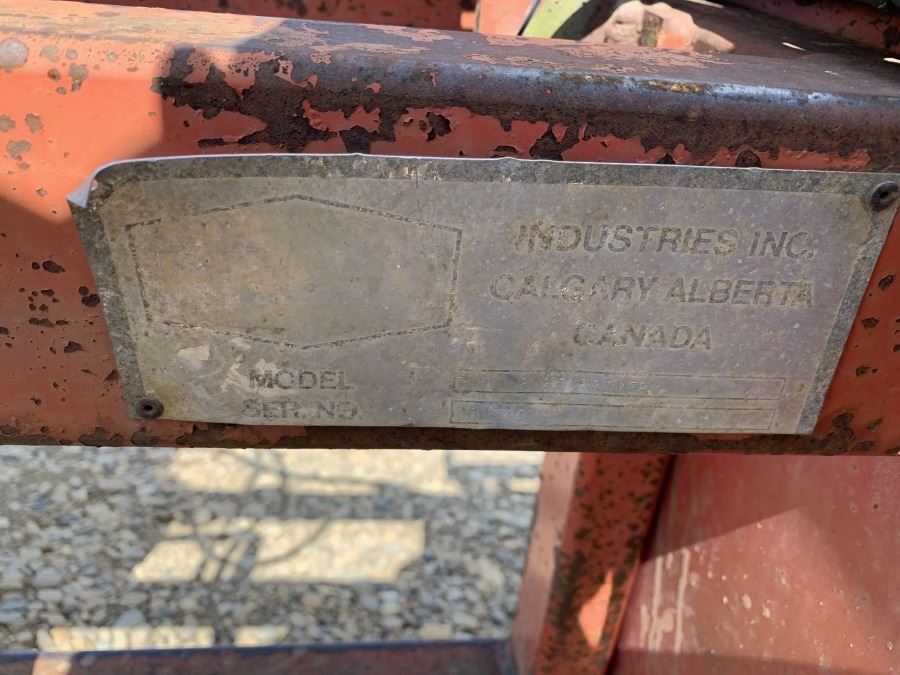 INDUSTRIES INC.
CALGARY ALBERTA
CANADA
MODEL
SER. NO.